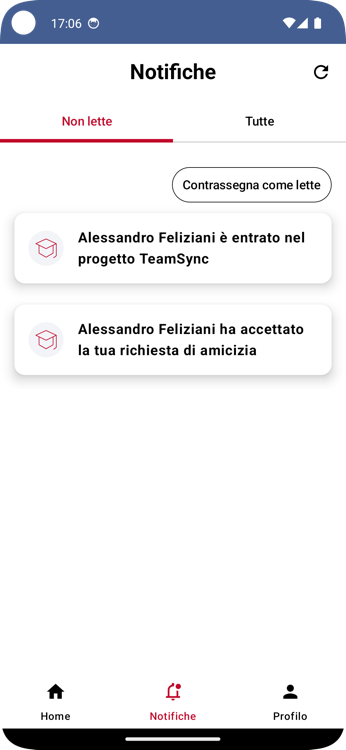 17:06
Notifiche
Non lette
Tutte
Contrassegna come lette
Alessandro Feliziani è entrato nel
progetto TeamSync
Alessandro Feliziani ha accettato
la tua richiesta di amicizia
Home
Notifiche
Profilo